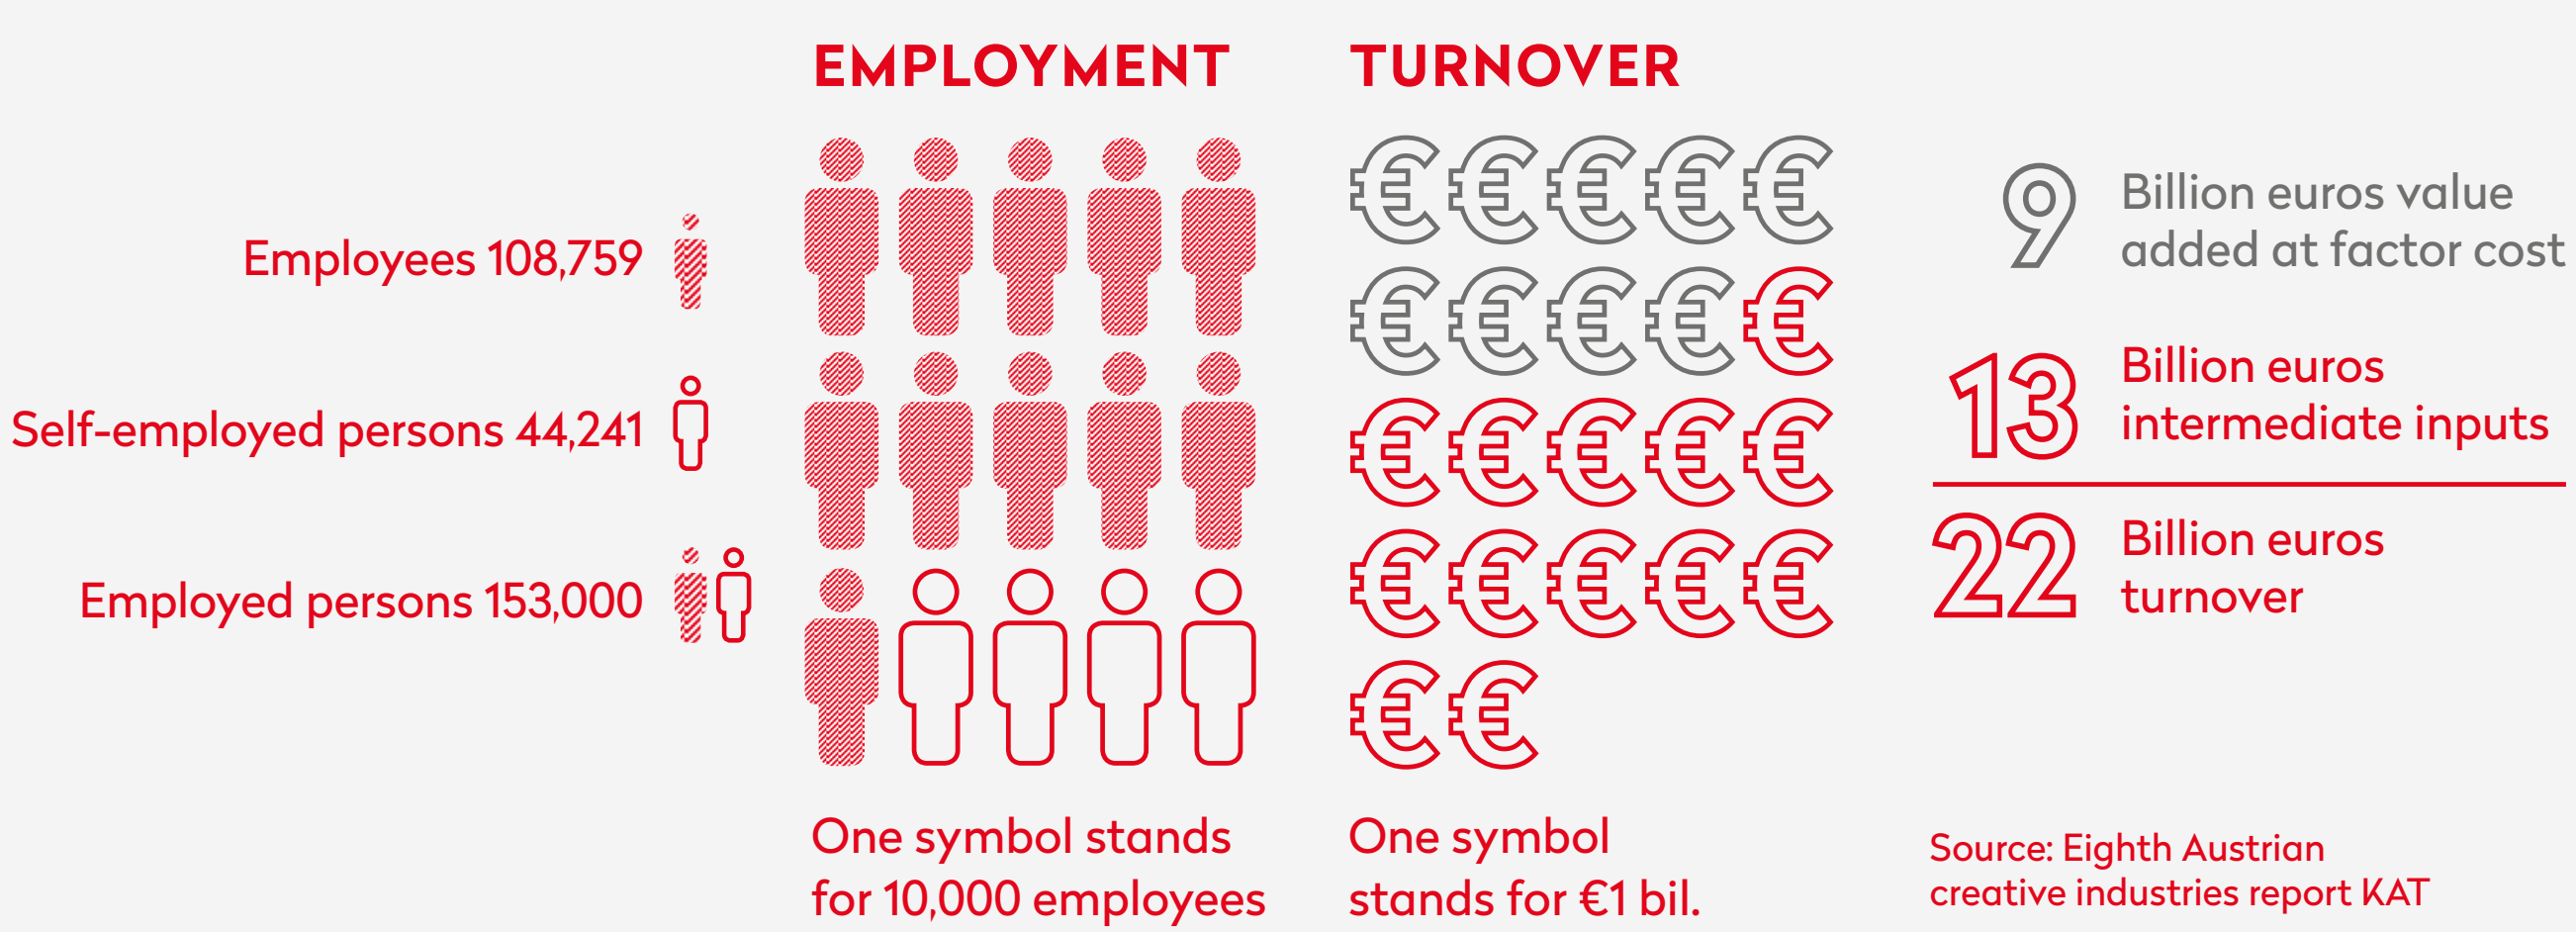 EMPLOYMENT
Employees 108,759
Self-employed persons 44,241
Employed persons 153,000
One symbol stands
for 10,000 employees
TURNOVER
€€€€€
€€€€€
€€€€€
€€€€€
€€
One symbol
stands for €1 bil.
9 Billion euros value
added at factor cost
13 Billion euros
intermediate inputs
22 Billion euros
turnover
Source: Eighth Austrian
creative industries report KAT